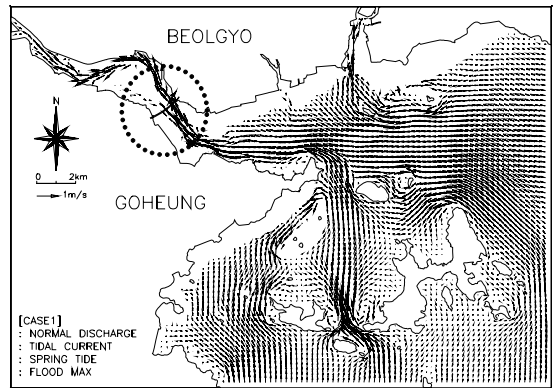 BEOLGYO
N
0 2km
1m/s
GOHEUNG
[CASE1]
: NORMAL DISCHARGE
: TIDAL CURRENT
: SPRING TIDE
: FLOOD MAX